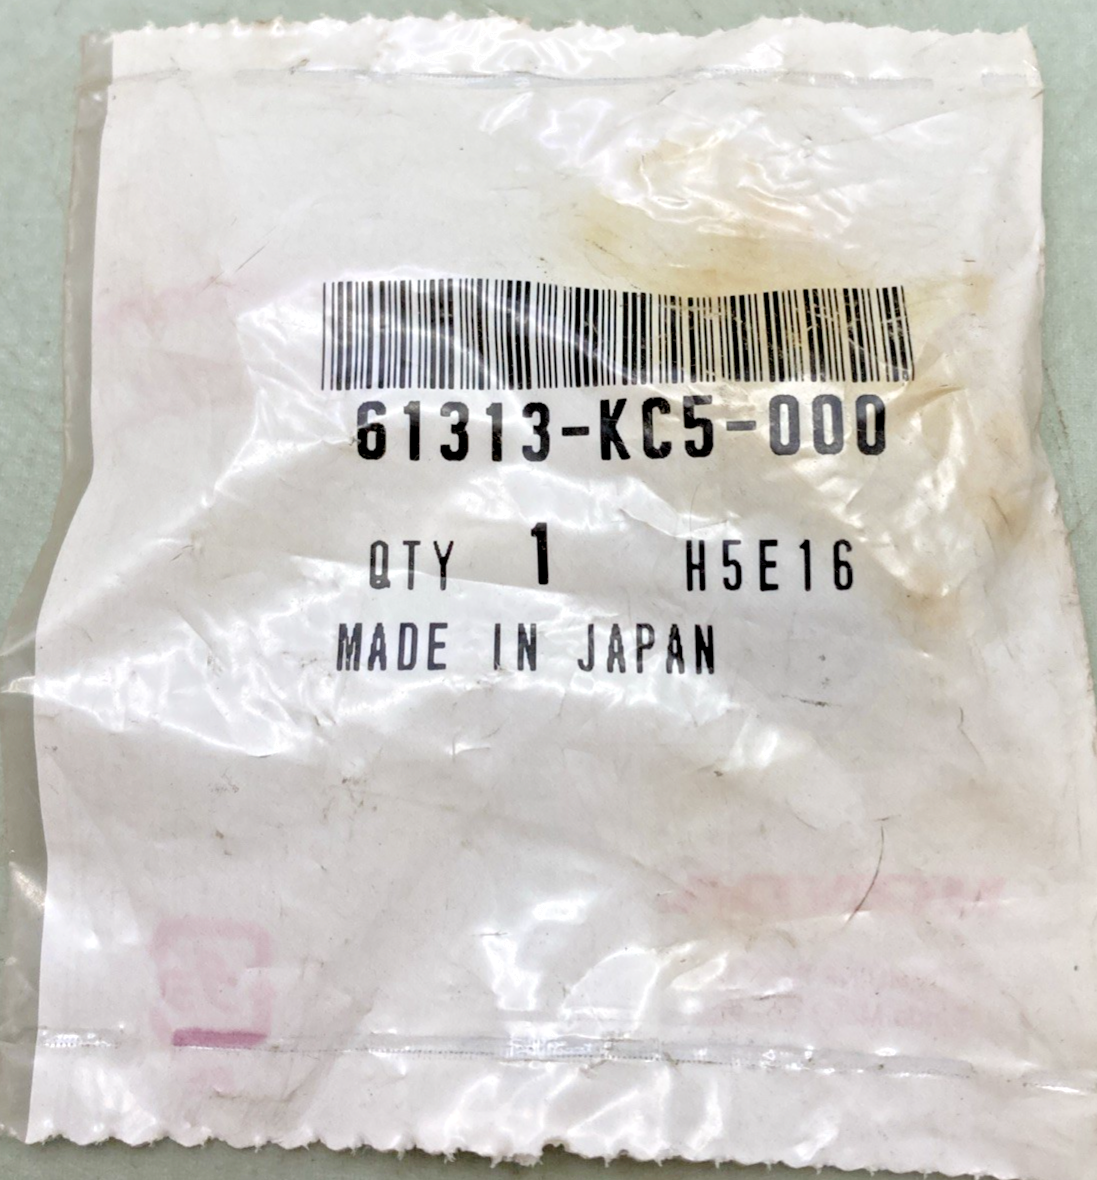 61313-KC5-000
QTY 1 H5E16
MADE IN JAPAN